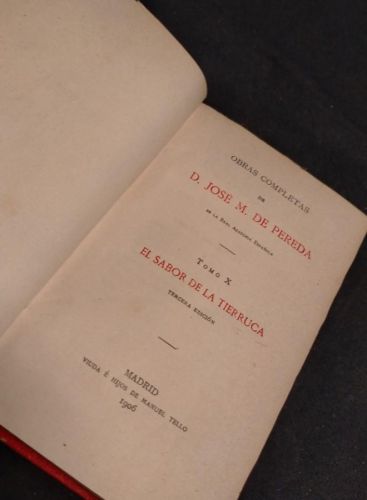 OBRAS COMPLETAS
DE
D. JOSE M. DE PEREDA
DE LA REAL ACADEMIA ESPAÑOLA
TOMO X
EL SABOR DE LA TIERRUCA
TERCERA EDICIÓN
MADRID
VIUDA É HIJOS DE MANUEL TELLO
1906